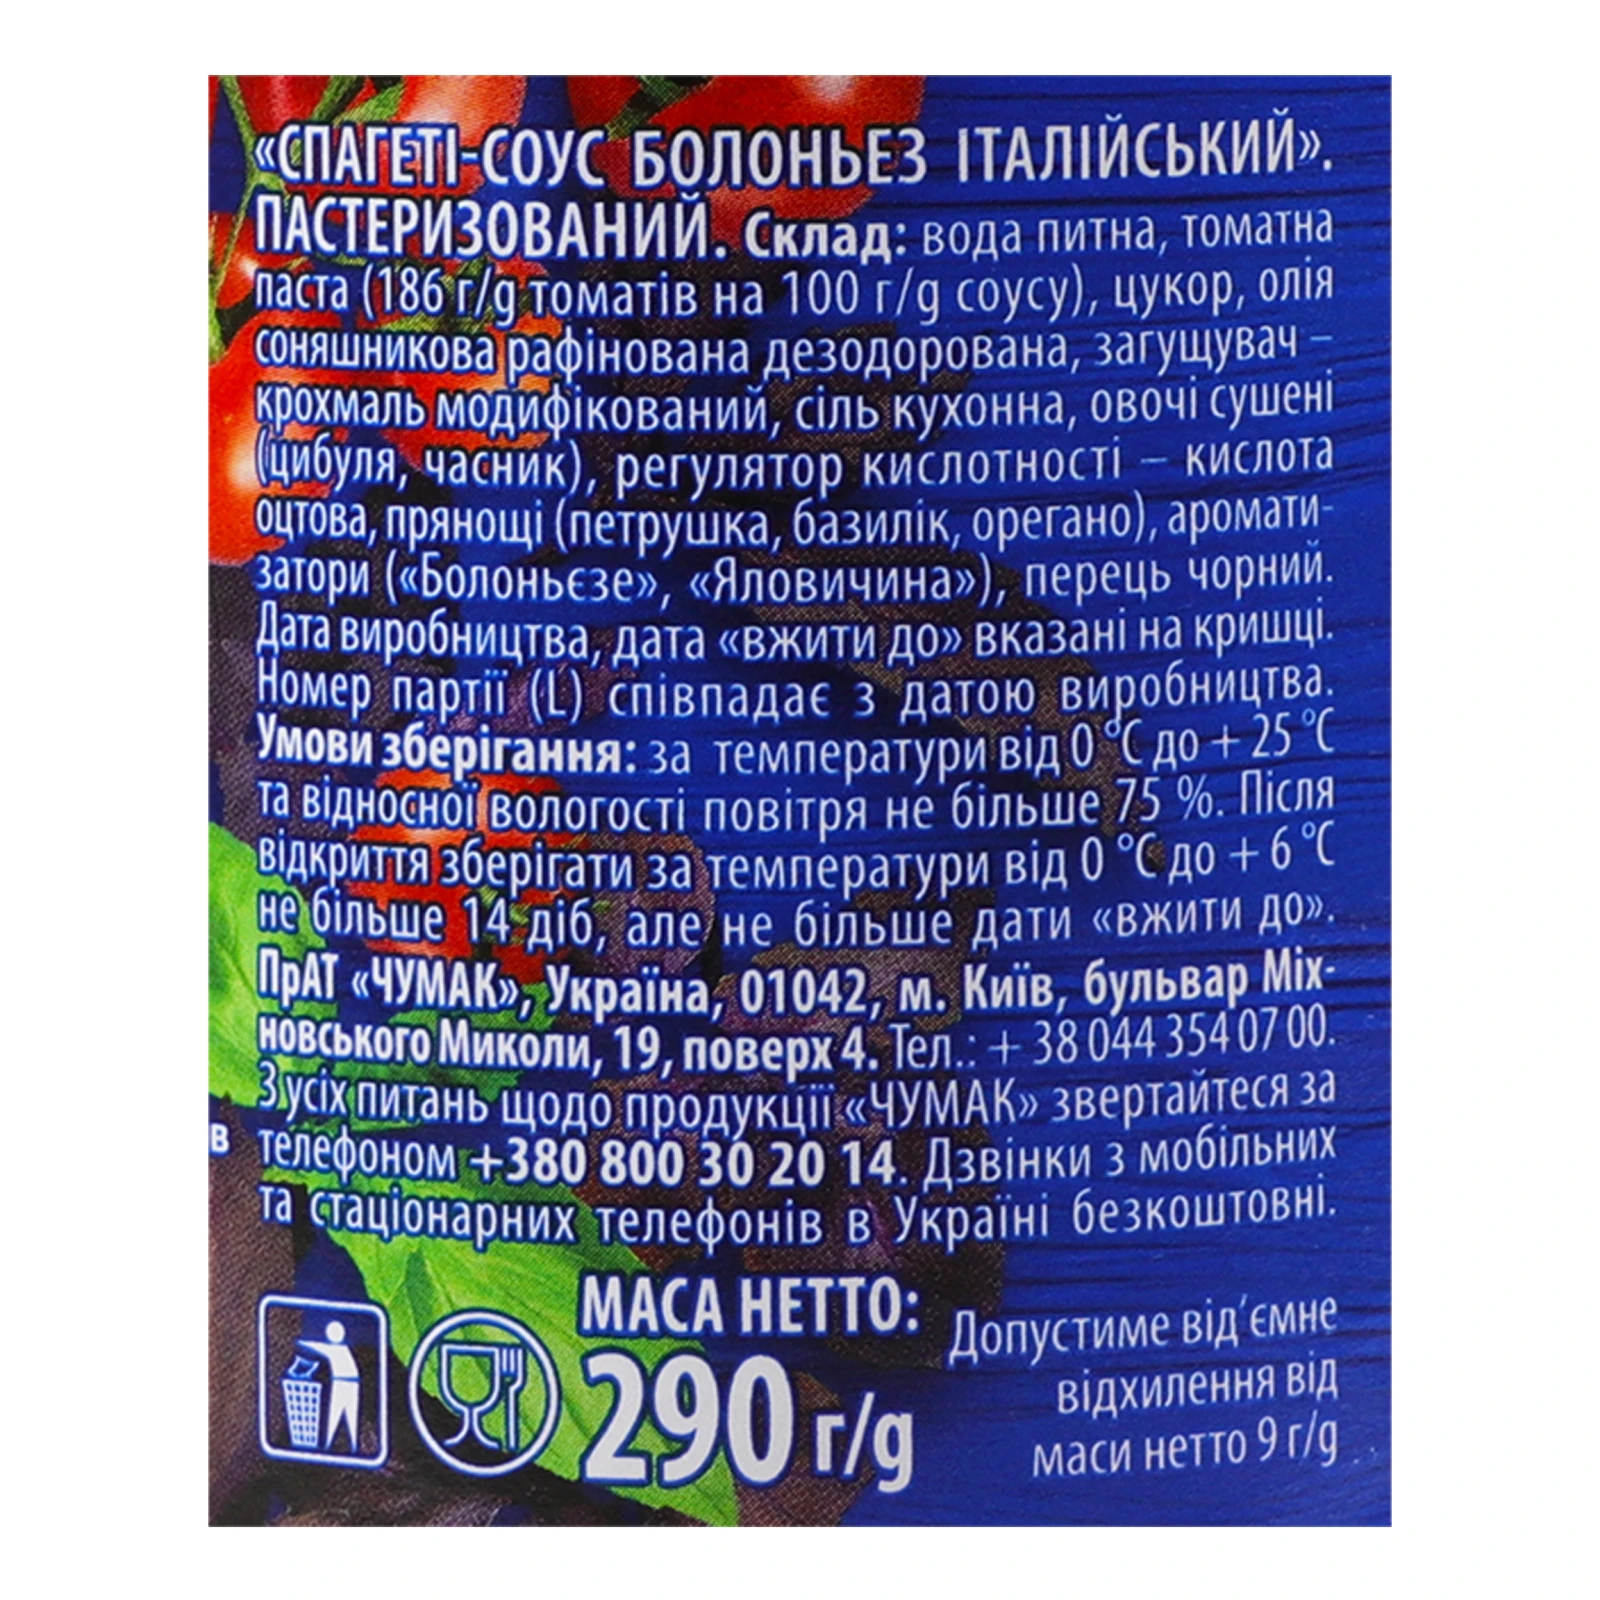 «СПАГЕТІ-СОУС БОЛОНЬЕЗ ІТАЛІЙСЬКИЙ».
ПАСТЕРИЗОВАНИЙ. Склад: вода питна, томатна
паста (186 г/g томатів на 100 г/g соусу), цукор, олія
соняшникова рафінована дезодорована, загущувач –
крохмаль модифікований, сіль кухонна, овочі сушені
(цибуля, часник), регулятор кислотності – кислота
оцтова, прянощі (петрушка, базилік, орегано), аромати-
затори («Болоньєзе», «Яловичина»), перець чорний.
Дата виробництва, дата «вжити до» вказані на кришці.
Номер партії (L) співпадає з датою виробництва.
Умови зберігання: за температури від 0 °С до + 25 °С
та відносної вологості повітря не більше 75 %. Після
відкриття зберігати за температури від 0 °С до + 6 °С
не більше 14 діб, але не більше дати «вжити до».
ПрАТ «ЧУМАК», Україна, 01042, м. Київ, бульвар Міх-
новського Миколи, 19, поверх 4. Тел.: + 38 044 354 07 00.
З усіх питань щодо продукції «ЧУМАК» звертайтеся за
телефоном +380 800 30 20 14. Дзвінки з мобільних
та стаціонарних телефонів в Україні безкоштовні.
ів
МАСА НЕТТО:
290 г/g
Допустиме від’ємне
відхилення від
маси нетто 9 г/g